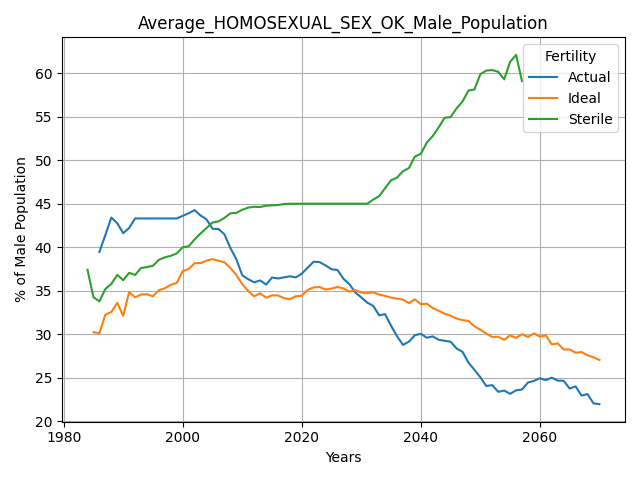 Average_HOMOSEXUAL_SEX_OK_Male_Population
% of Male Population
60
55
50
45
40
35
30
25
20
1980
2000
2020
2040
2060
Years
Fertility
Actual
Ideal
Sterile